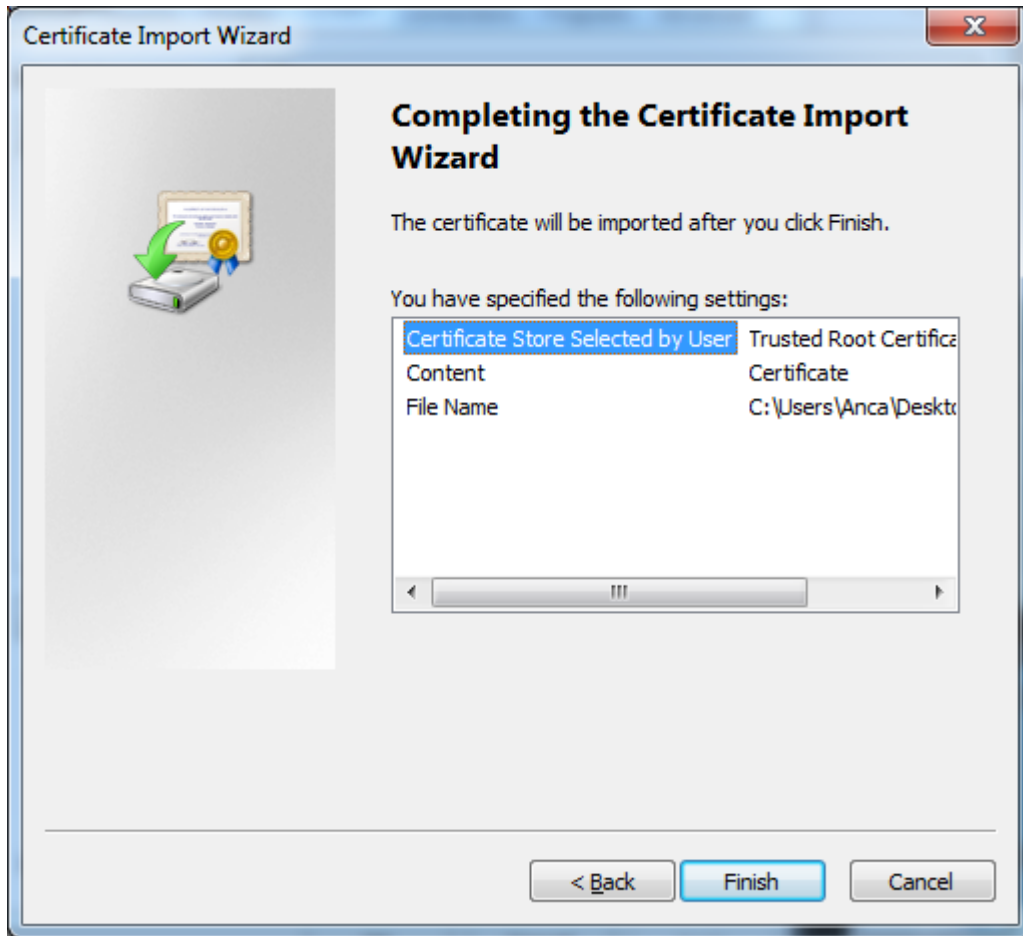 Certificate Import Wizard
Completing the Certificate Import
Wizard
The certificate will be imported after you click Finish.
You have specified the following settings:
Certificate Store Selected by User Trusted Root Certifica
Content Certificate
File Name C:\Users\Anca\Deskto
< Back Finish Cancel